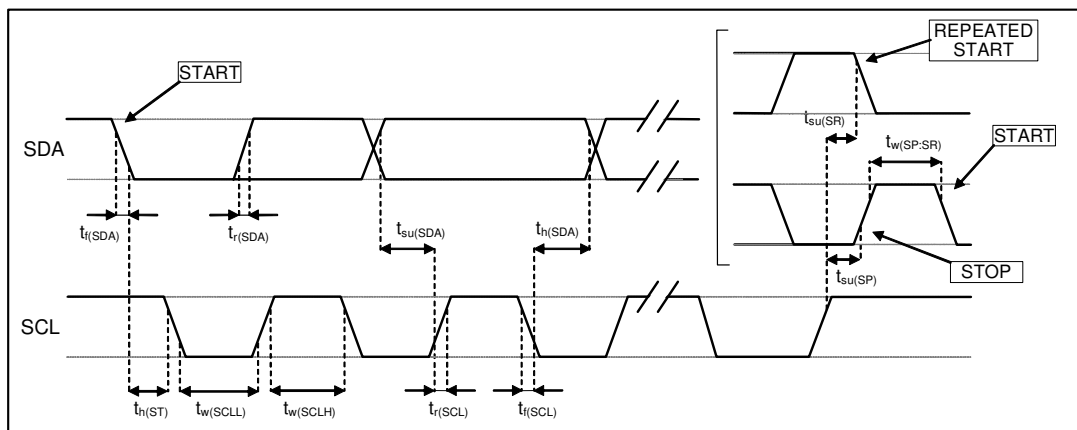 REPEATED
START
START
t_su(SR)
t_w(SP:SR)
START
SDA
t_f(SDA)
t_r(SDA)
t_su(SDA)
t_h(SDA)
t_su(SP)
STOP
SCL
t_h(ST)
t_w(SCLL)
t_w(SCLH)
t_r(SCL)
t_f(SCL)